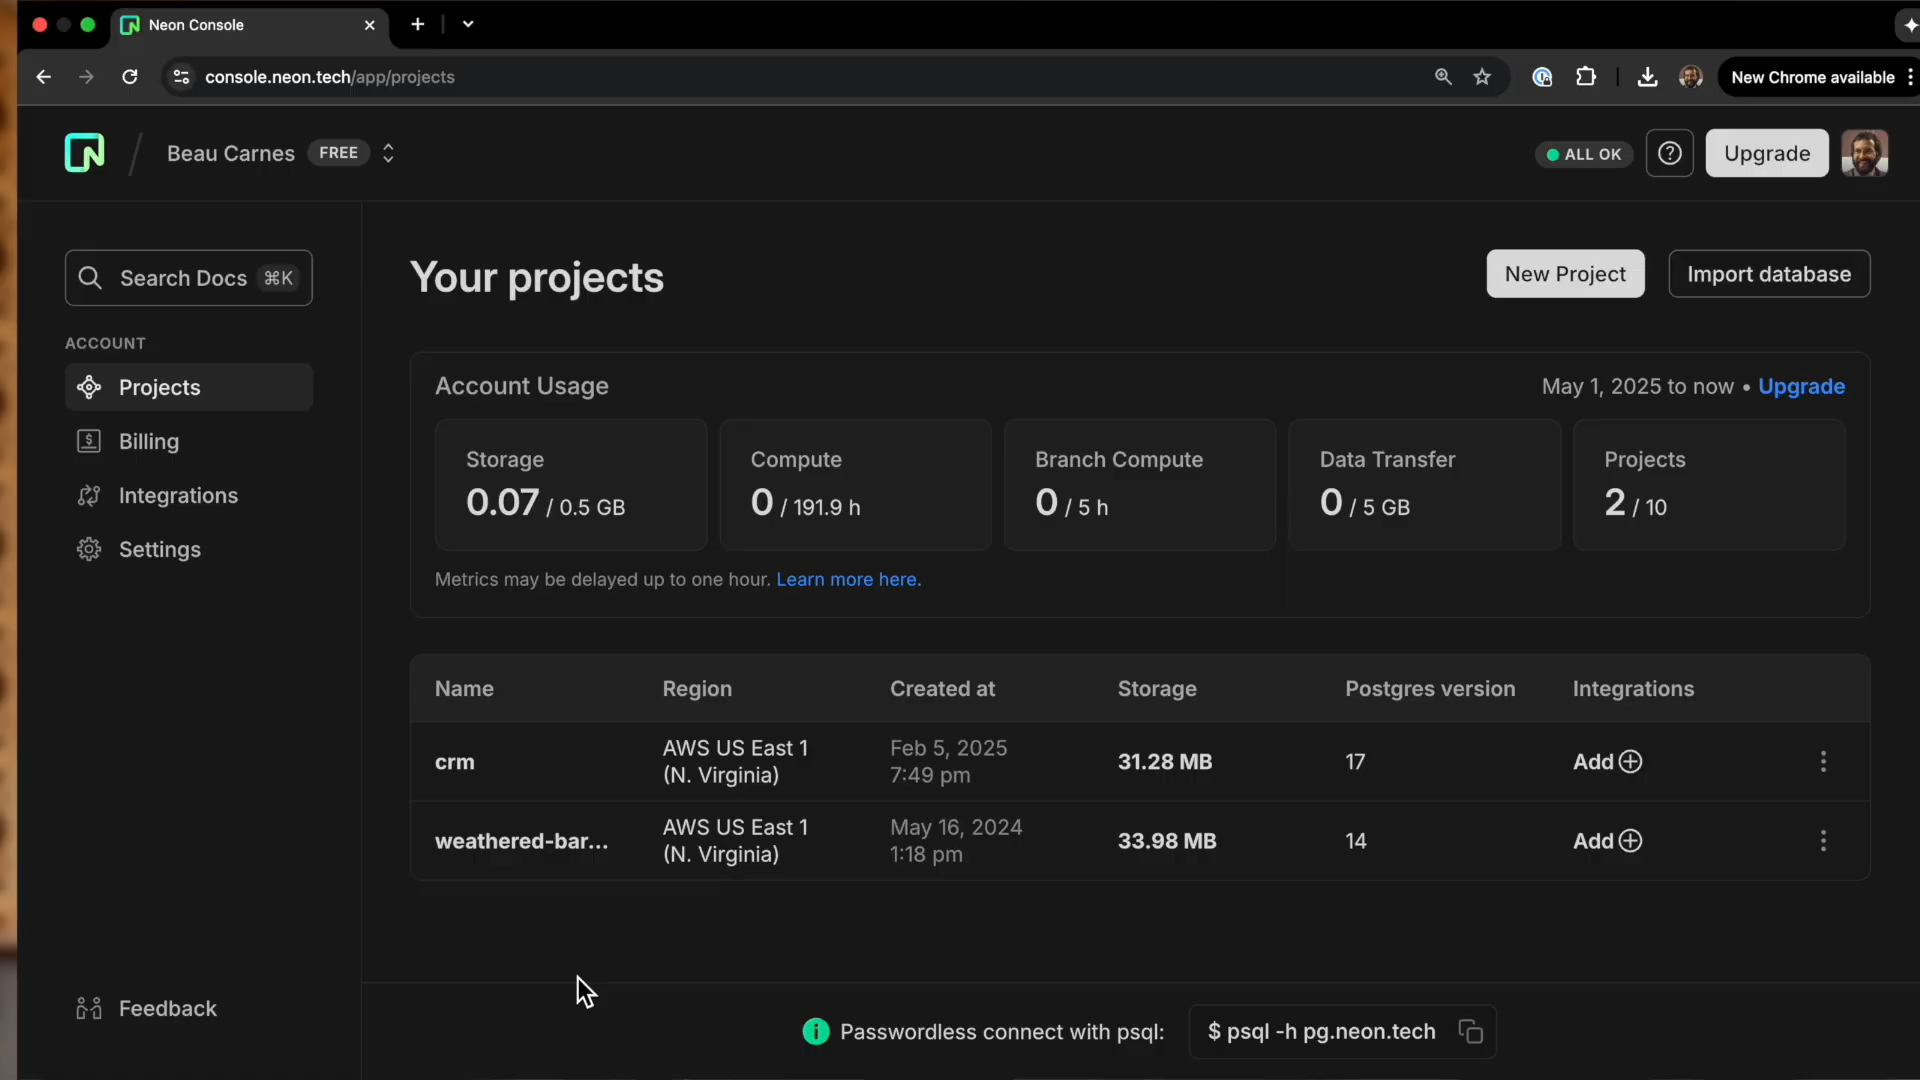 Neon Console
console.neon.tech/app/projects
New Chrome available
Beau Carnes FREE
ALL OK
Upgrade
Search Docs ⌘K
ACCOUNT
Projects
Billing
Integrations
Settings
Feedback
Your projects
New Project
Import database
Account Usage
May 1, 2025 to now • Upgrade
Storage
0.07 / 0.5 GB
Compute
0 / 191.9 h
Branch Compute
0 / 5 h
Data Transfer
0 / 5 GB
Projects
2 / 10
Metrics may be delayed up to one hour. Learn more here.
Name Region Created at Storage Postgres version Integrations
crm
AWS US East 1
(N. Virginia)
Feb 5, 2025
7:49 pm
31.28 MB
17
Add
weathered-bar...
AWS US East 1
(N. Virginia)
May 16, 2024
1:18 pm
33.98 MB
14
Add
Passwordless connect with psql:
$ psql -h pg.neon.tech